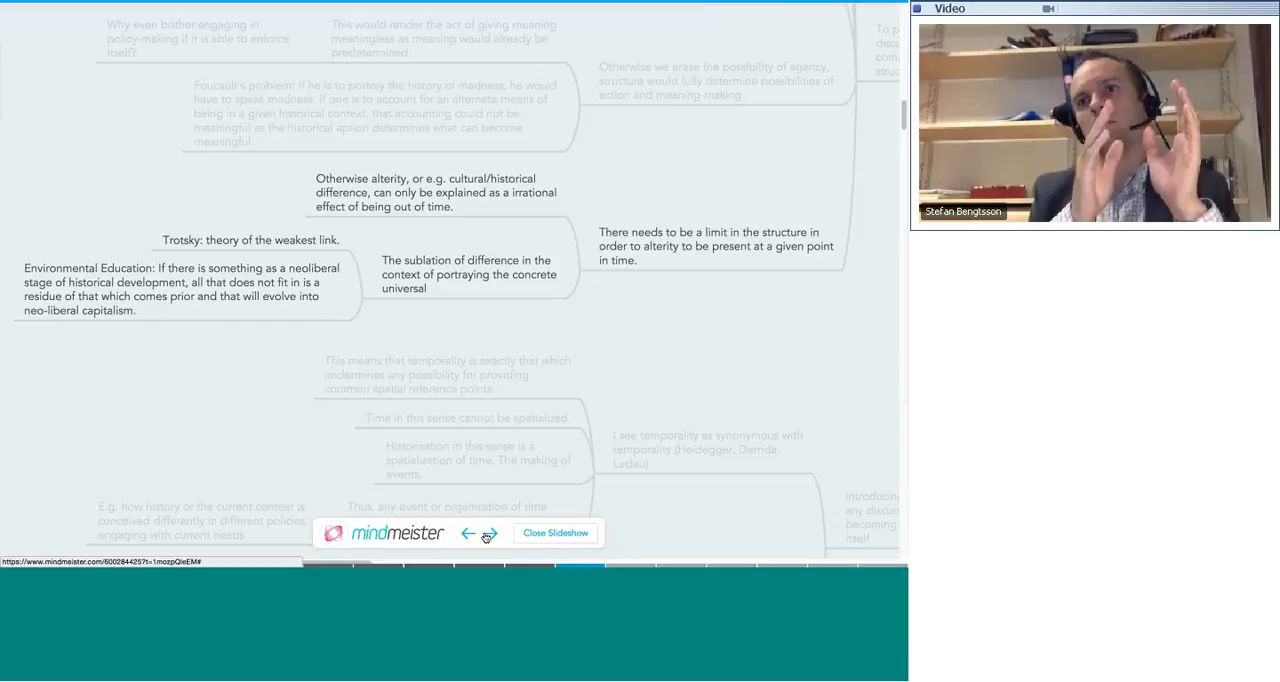 Video
Why even bother engaging in
policy-making if it is able to enforce
itself?
This would render the act of giving meaning
meaningless as meaning would already be
predetermined.
Foucault's problem: If he is to portray the history of madness, he would
have to speak madness. If one is to account for an alternate means of
being in a given historical context, that accounting could not be
meaningful as the historical apriori determines what can become
meaningful
Otherwise we erase the possibility of agency,
structure would fully determine possibilities of
action and meaning-making.
To p
disc
com
struc
Otherwise alterity, or e.g. cultural/historical
difference, can only be explained as a irrational
effect of being out of time.
Trotsky: theory of the weakest link.
Environmental Education: If there is something as a neoliberal
stage of historical development, all that does not fit in is a
residue of that which comes prior and that will evolve into
neo-liberal capitalism.
The sublation of difference in the
context of portraying the concrete
universal
There needs to be a limit in the structure in
order to alterity to be present at a given point
in time.
Stefan Bengtsson
This means that temporality is exactly that which
undermines any possibility for providing
common spatial reference points.
Time in this sense cannot be spatialized.
Historisation in this sense is a
spatialization of time. The making of
events.
I see temporality as synonymous with
temporality (Heidegger, Derrida,
Laclau)
E.g. how history or the current context is
conceived differently in different policies
engaging with current needs
Thus, any event or organization of time
Introducing
any discur
becoming
itself
mindmeister
Close Slideshow
https://www.mindmeister.com/600284425?t=1mozpQleEM#